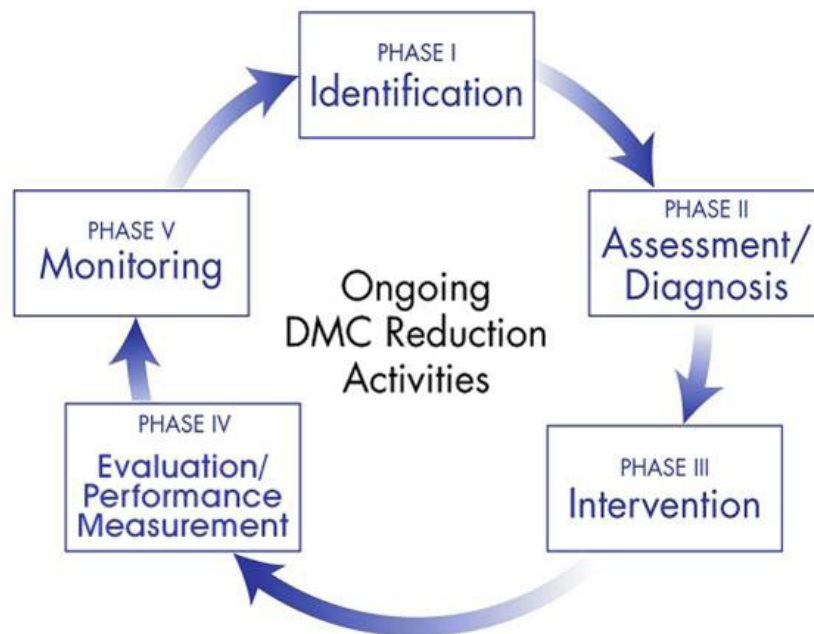 PHASE I
Identification
PHASE II
Assessment/
Diagnosis
PHASE III
Intervention
PHASE IV
Evaluation/
Performance
Measurement
PHASE V
Monitoring
Ongoing
DMC Reduction
Activities